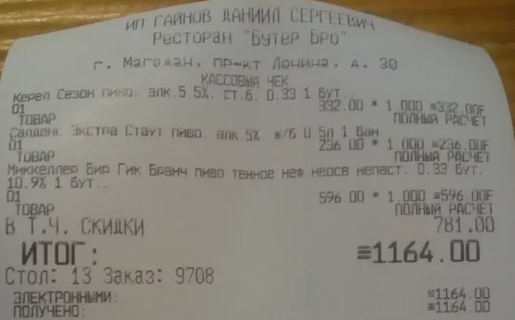 ИП ГАЙНОВ ДАНИИЛ СЕРГЕЕВИЧ
Ресторан "Бутер Бро"
г. Магадан, пр-кт Ленина, д. 30
КАССОВЫЙ ЧЕК
Керел Сезон пиво. алк.5 5%. ст.б. 0.33 1 бут..
01 332.00 * 1.000 =332.00F
ТОВАР ПОЛНЫЙ РАСЧЕТ
Салденс Экстра Стаут пиво. алк.5% ж/б 0 5л 1 бан
01 236.00 * 1.000 =236.00F
ТОВАР ПОЛНЫЙ РАСЧЕТ
Миккеллер Бир Гик Бранч пиво темное неф неосв непаст. 0.33 бут.
10.9% 1 бут..
01 596.00 * 1.000 =596.00F
ТОВАР ПОЛНЫЙ РАСЧЕТ
В Т.Ч. СКИДКИ 781.00
ИТОГ: =1164.00
Стол: 13 Заказ: 9708
ЭЛЕКТРОННЫМИ: =1164.00
ПОЛУЧЕНО: =1164.00